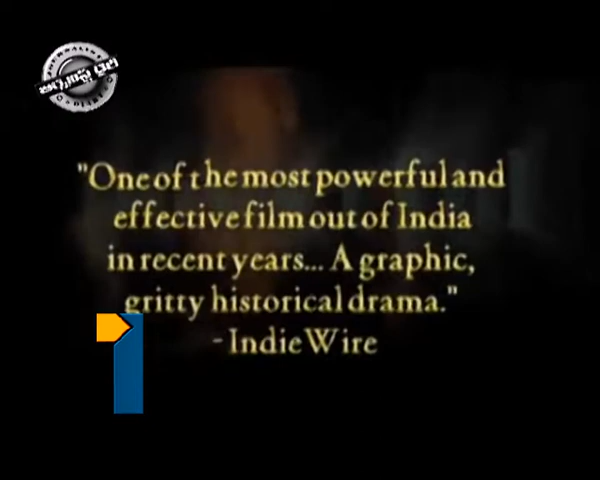 "One of the most powerful and
effective film out of India
in recent years... A graphic,
gritty historical drama."
- IndieWire